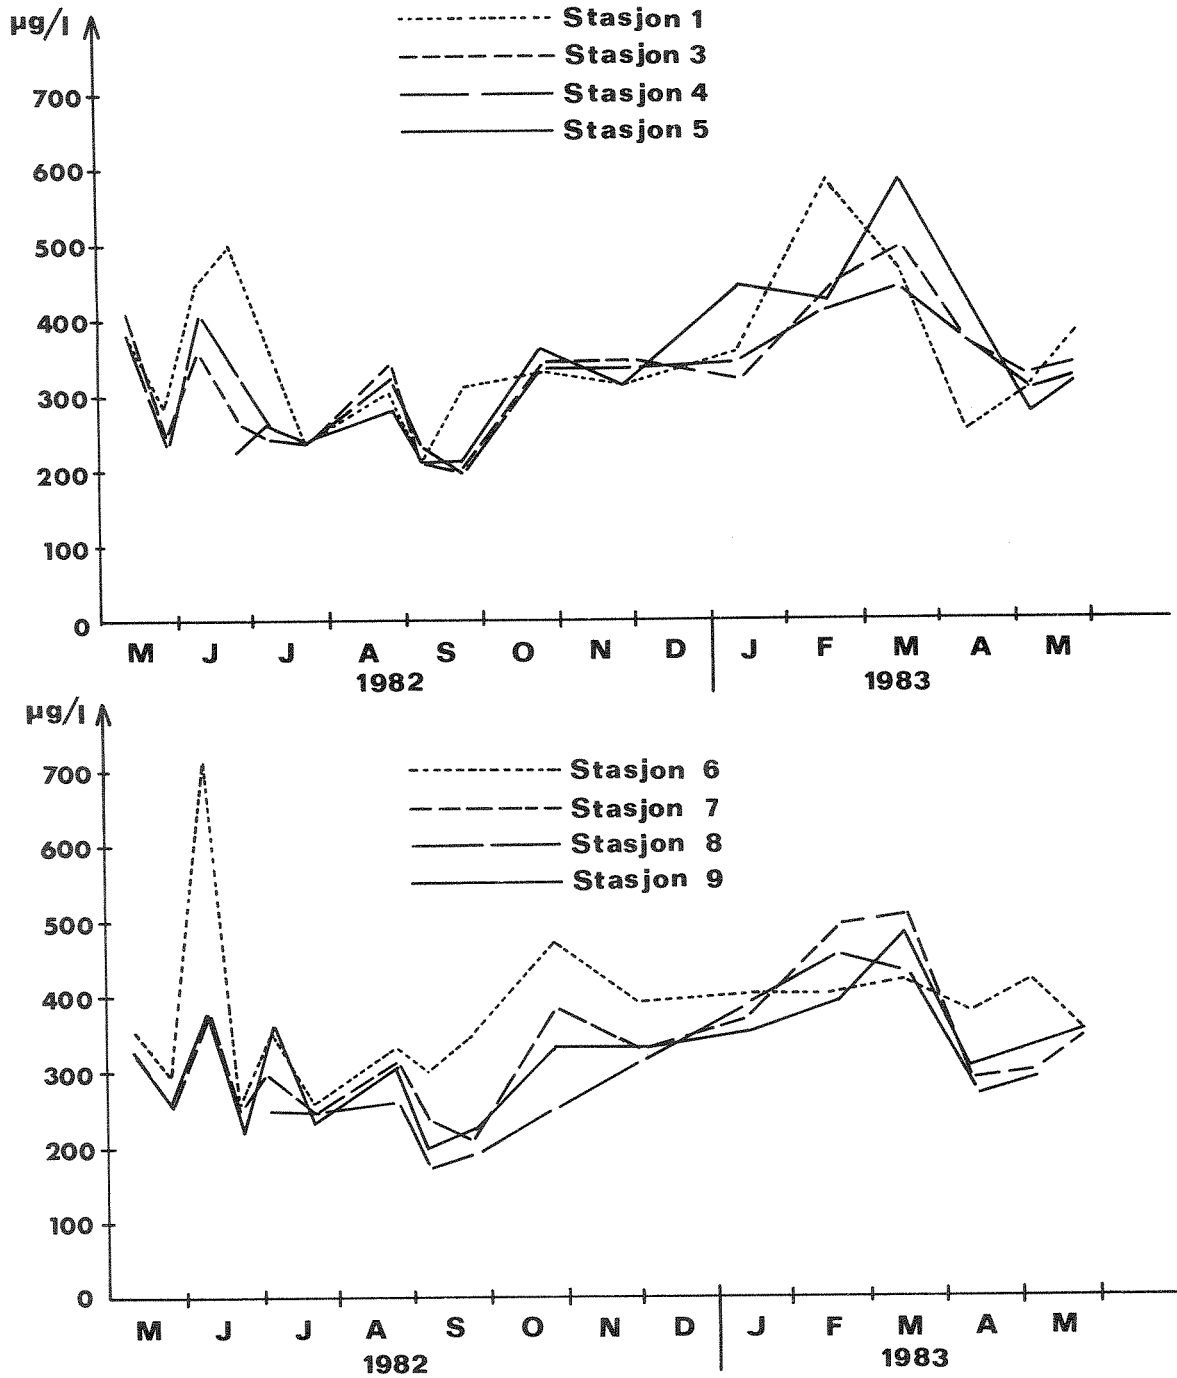 µg/l
Stasjon 1
Stasjon 3
Stasjon 4
Stasjon 5
700
600
500
400
300
200
100
0
M J J A S O N D J F M A M
1982 1983
µg/l
Stasjon 6
Stasjon 7
Stasjon 8
Stasjon 9
700
600
500
400
300
200
100
0
M J J A S O N D J F M A M
1982 1983